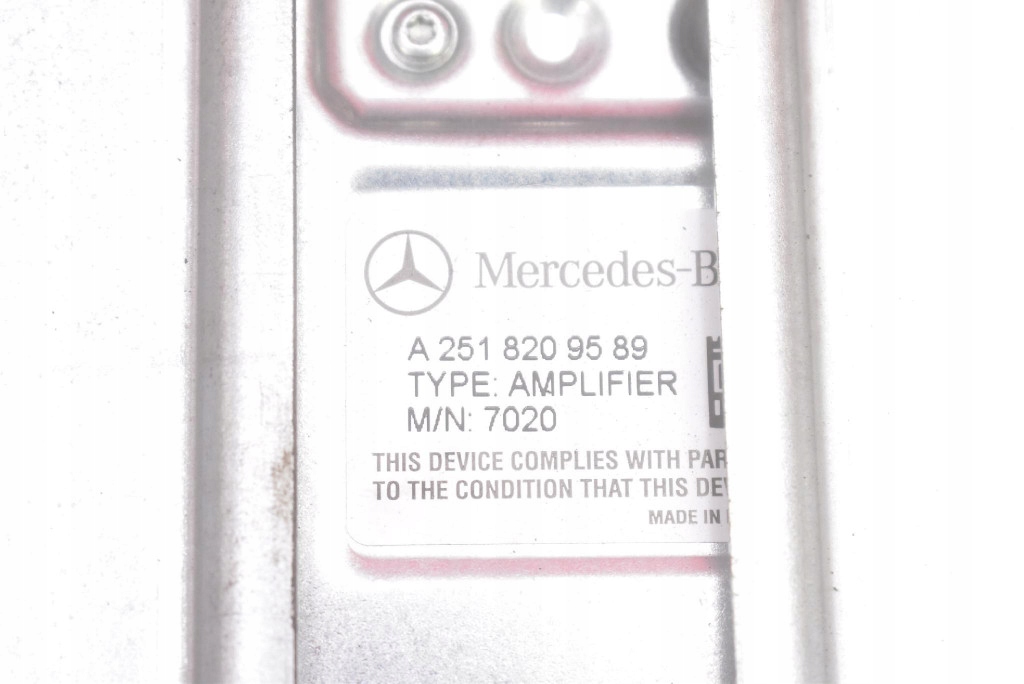 Mercedes-B
A 251 820 95 89
TYPE: AMPLIFIER
M/N: 7020
THIS DEVICE COMPLIES WITH PAR
TO THE CONDITION THAT THIS DEV
MADE IN